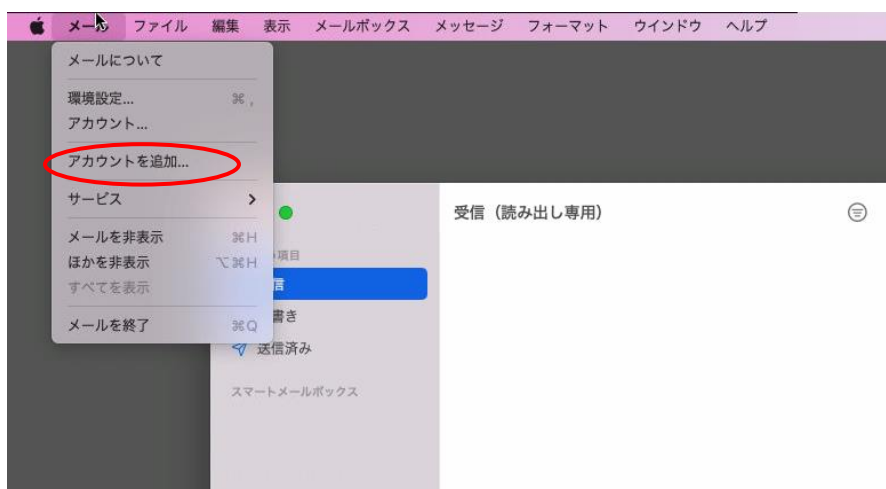 メール ファイル 編集 表示 メールボックス メッセージ フォーマット ウインドウ ヘルプ
メールについて
環境設定... ⌘ ,
アカウント...
アカウントを追加...
サービス
メールを非表示 ⌘H
ほかを非表示 ⌥⌘H
すべてを表示
メールを終了 ⌘Q
受信（読み出し専用）
項目
信
書き
送信済み
スマートメールボックス